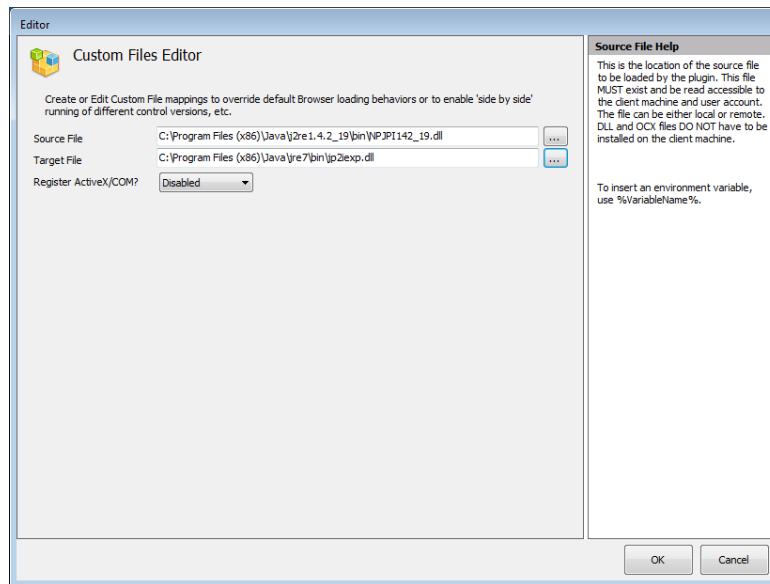 Editor
Custom Files Editor
Create or Edit Custom File mappings to override default Browser loading behaviors or to enable 'side by side'
running of different control versions, etc.
Source File
C:\Program Files (x86)\Java\j2re1.4.2_19\bin\NPJPI142_19.dll
...
Target File
C:\Program Files (x86)\Java\jre7\bin\jp2iexp.dll
...
Register ActiveX/COM?
Disabled
Source File Help
This is the location of the source file
to be loaded by the plugin. This file
MUST exist and be read accessible to
the client machine and user account.
The file can be either local or remote.
DLL and OCX files DO NOT have to be
installed on the client machine.
To insert an environment variable,
use %VariableName%.
OK
Cancel